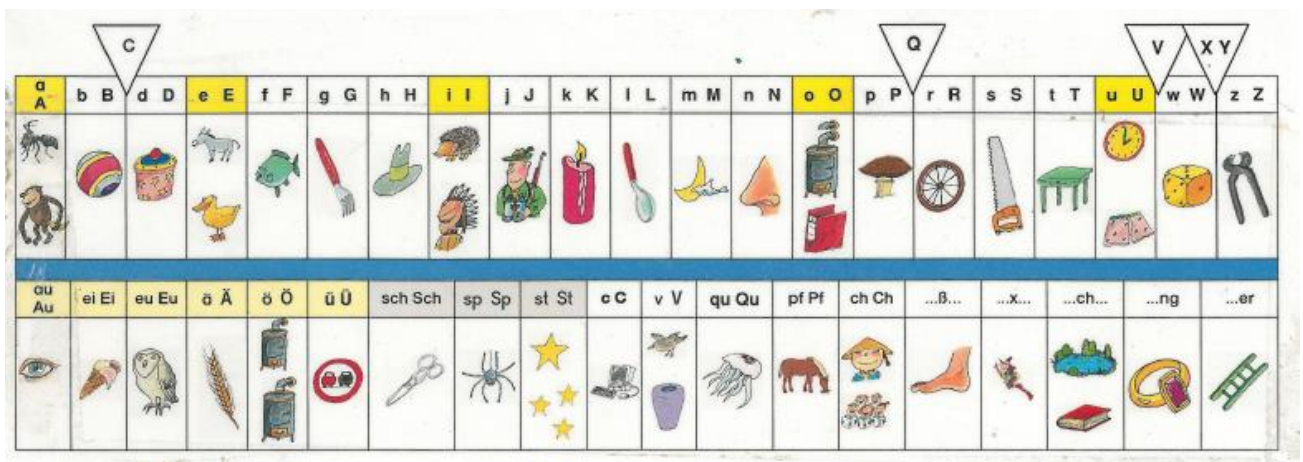 C Q V X Y
a A b B d D e E f F g G h H i I j J k K l L m M n N o O p P r R s S t T u U w W z Z
au Au ei Ei eu Eu ä Ä ö Ö ü Ü sch Sch sp Sp st St c C v V qu Qu pf Pf ch Ch ...ß... ...x... ...ch... ...ng ...er